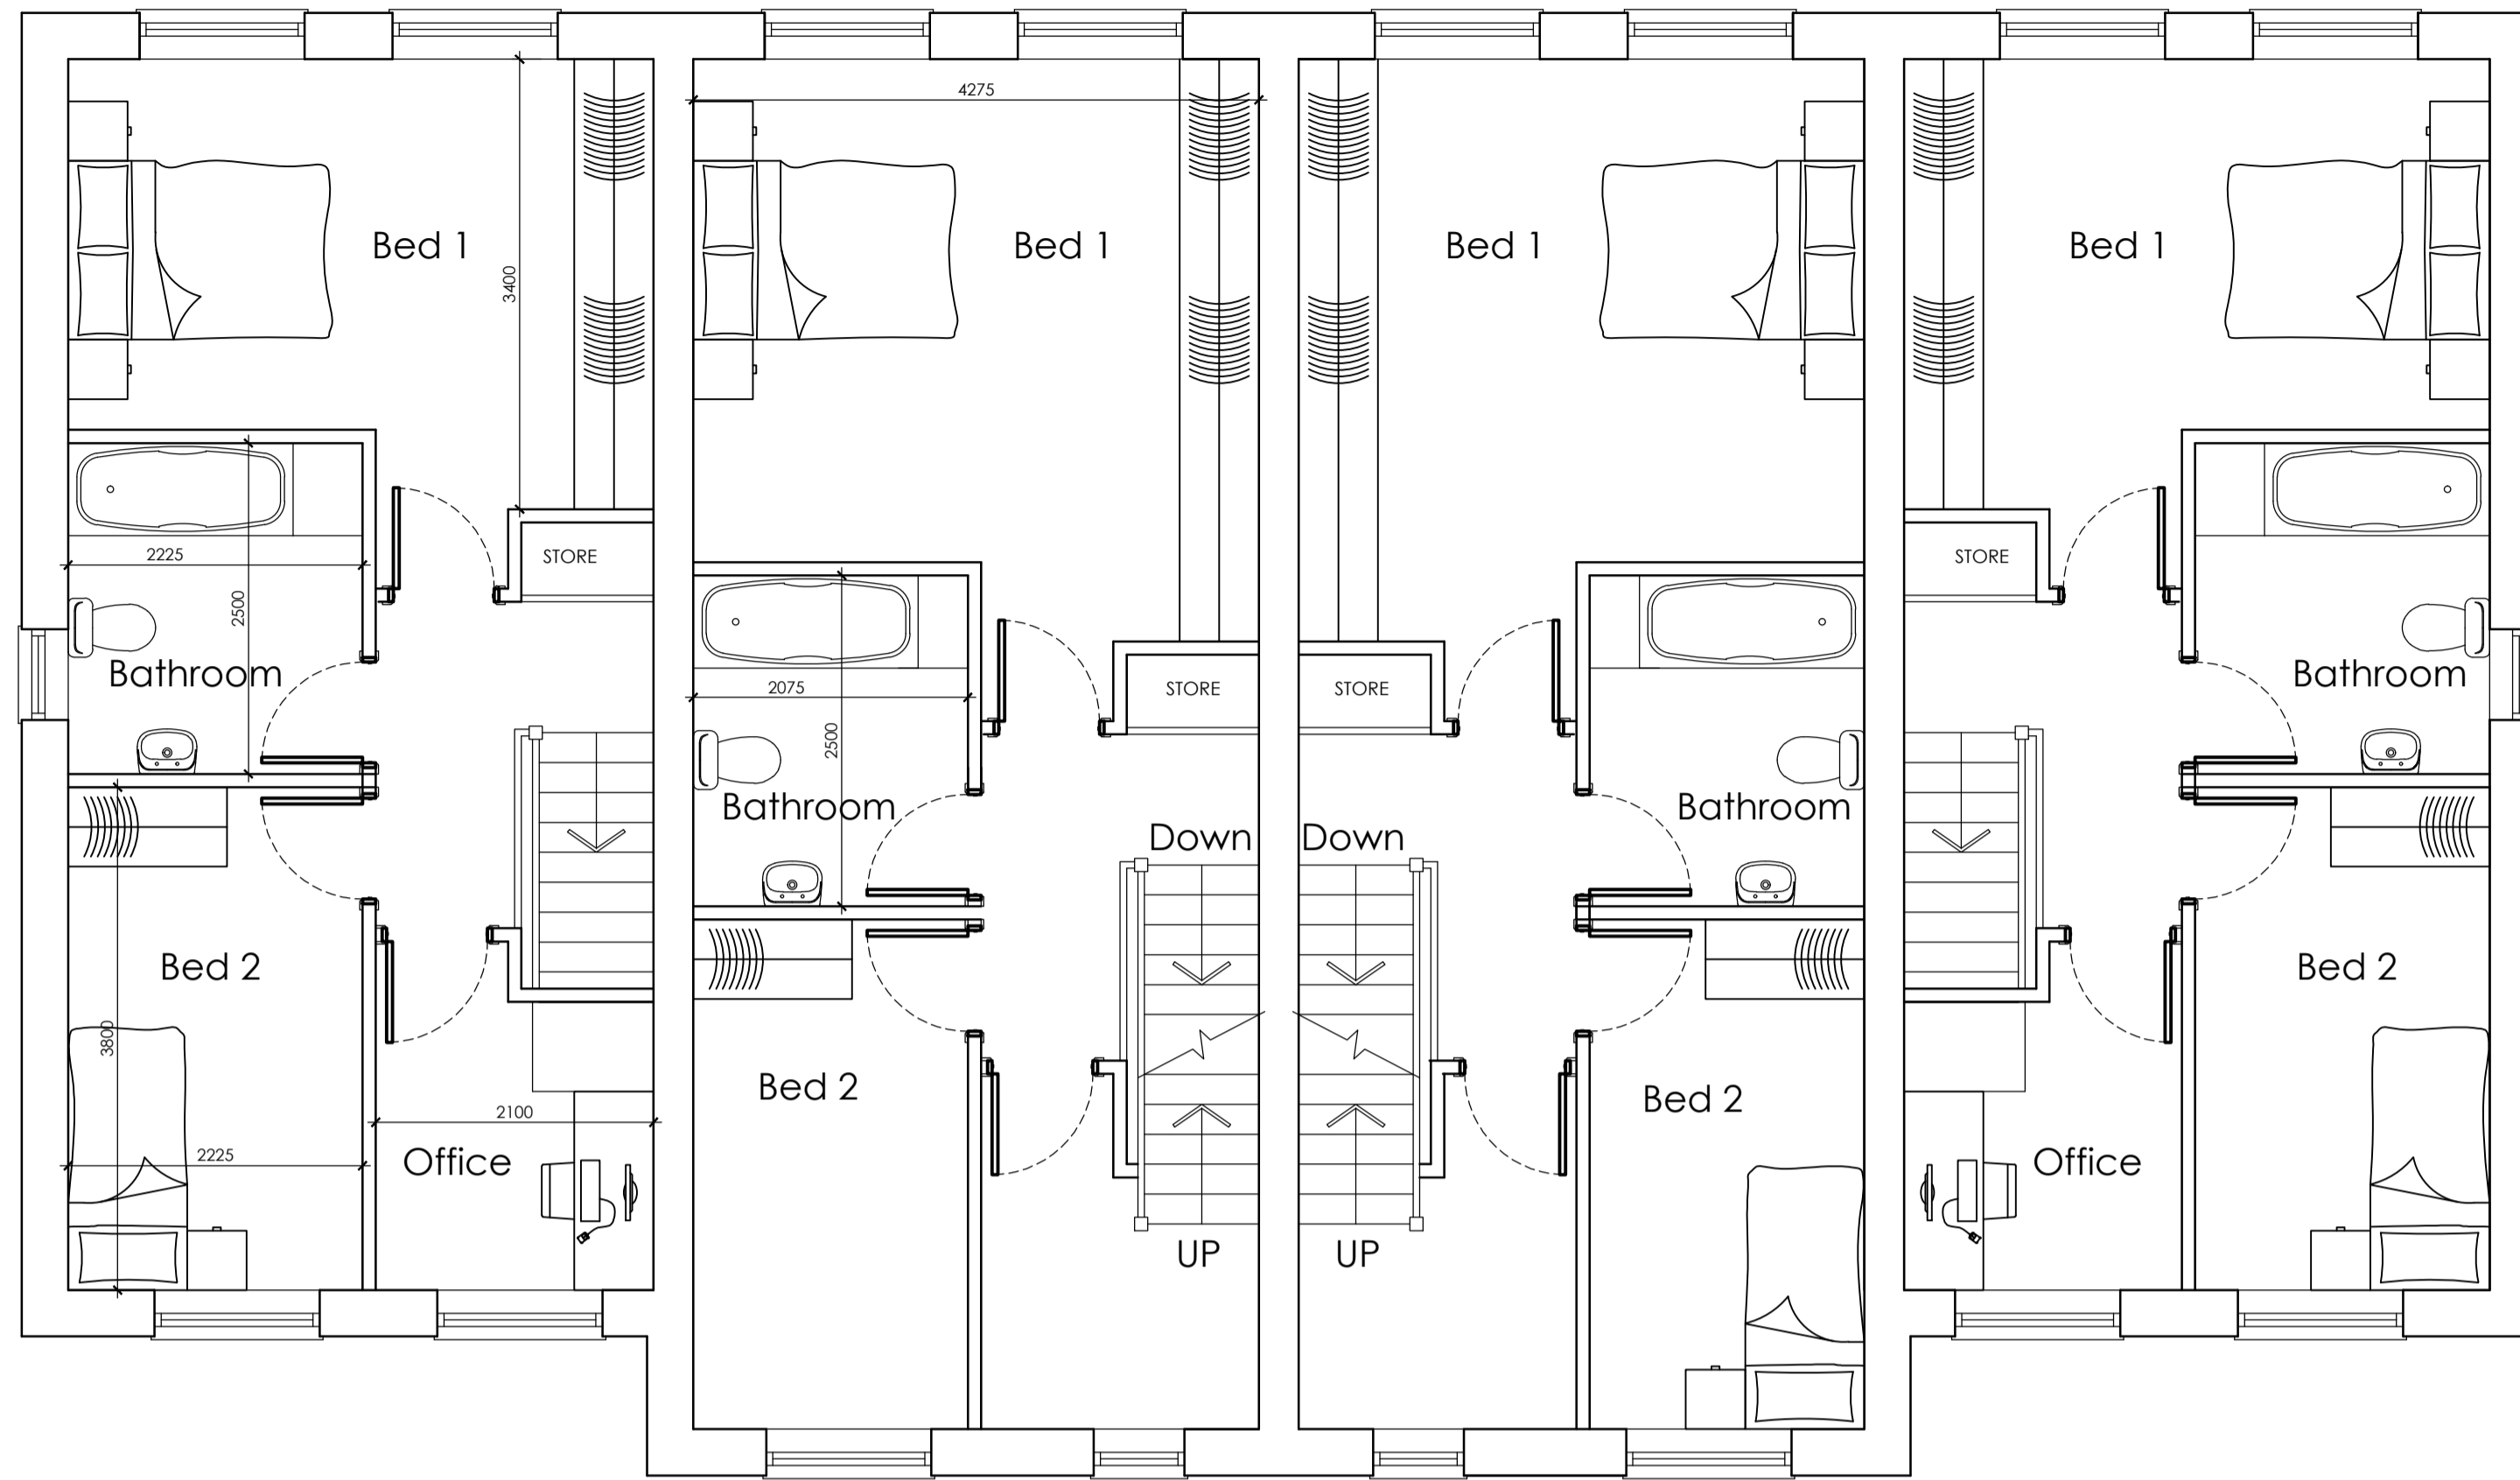 4275
Bed 1
Bed 1
Bed 1
Bed 1
3400
2225
STORE
STORE
2500
Bathroom
Bathroom
2075
STORE
STORE
2500
Bathroom
Bathroom
Down
Down
Bed 2
Bed 2
3800
Bed 2
Bed 2
2100
2225
Office
Office
UP
UP